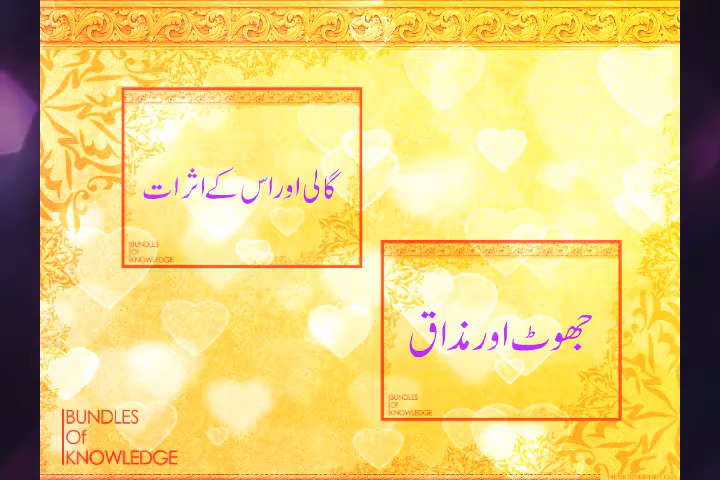 گالی اور اس کے اثرات
BUNDLES
Of
KNOWLEDGE
جھوٹ اور مذاق
BUNDLES
Of
KNOWLEDGE
BUNDLES
Of
KNOWLEDGE